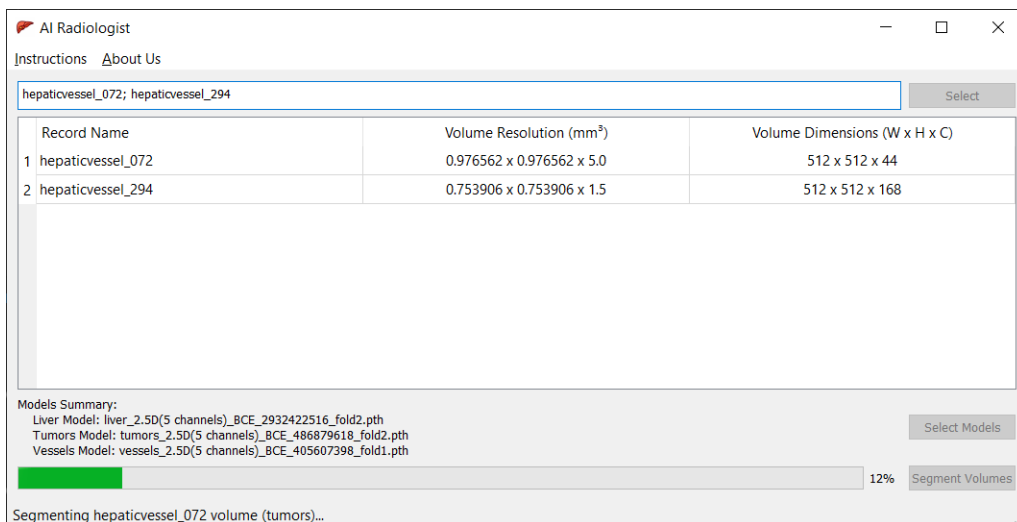 AI Radiologist
Instructions About Us
hepaticvessel_072; hepaticvessel_294 Select
Record Name Volume Resolution (mm³) Volume Dimensions (W x H x C)
1 hepaticvessel_072 0.976562 x 0.976562 x 5.0 512 x 512 x 44
2 hepaticvessel_294 0.753906 x 0.753906 x 1.5 512 x 512 x 168
Models Summary:
Liver Model: liver_2.5D(5 channels)_BCE_2932422516_fold2.pth
Tumors Model: tumors_2.5D(5 channels)_BCE_486879618_fold2.pth
Vessels Model: vessels_2.5D(5 channels)_BCE_405607398_fold1.pth
Select Models
12% Segment Volumes
Segmenting hepaticvessel_072 volume (tumors)...